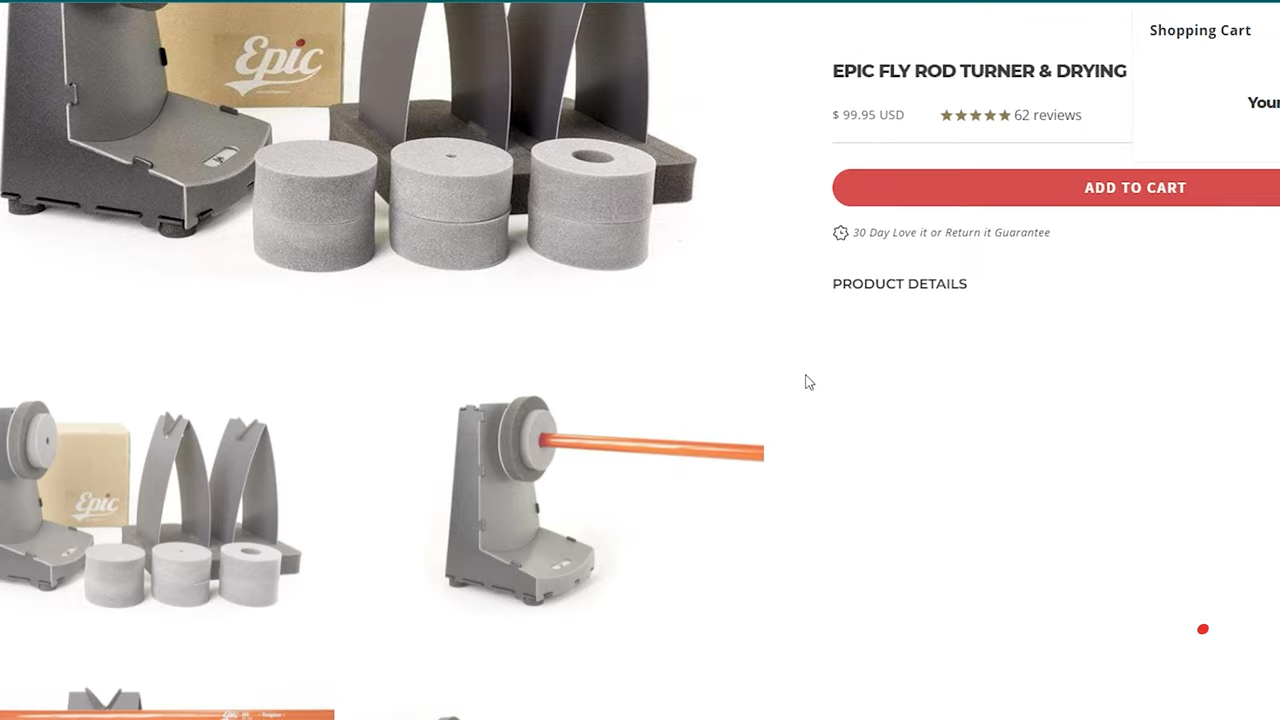 Epic
Shopping Cart
EPIC FLY ROD TURNER & DRYING
Your
$ 99.95 USD
62 reviews
ADD TO CART
30 Day Love it or Return it Guarantee
PRODUCT DETAILS
Epic
Epic